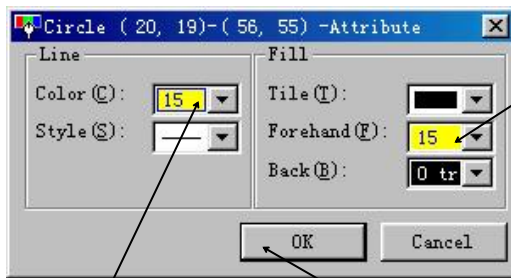 Circle ( 20, 19)-( 56, 55) -Attribute
Line
Color(C): 15
Style(S):
Fill
Tile(T):
Forehand(F): 15
Back(B): 0 tr
OK Cancel